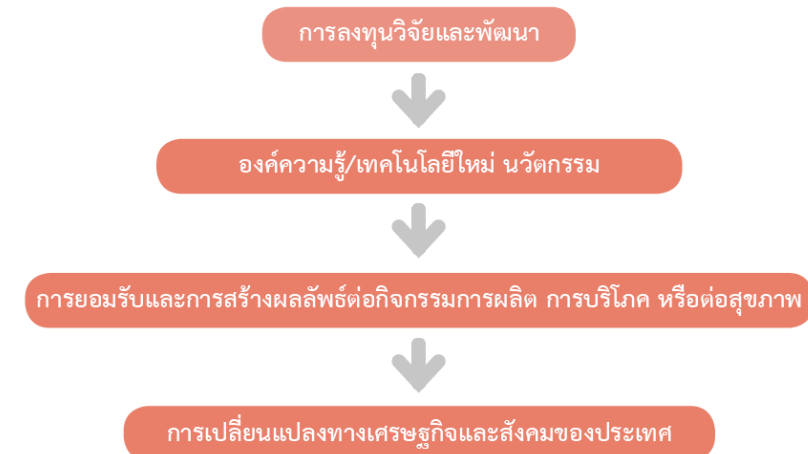 การลงทุนวิจัยและพัฒนา
องค์ความรู้/เทคโนโลยีใหม่ นวัตกรรม
การยอมรับและการสร้างผลลัพธ์ต่อกิจกรรมการผลิต การบริโภค หรือต่อสุขภาพ
การเปลี่ยนแปลงทางเศรษฐกิจและสังคมของประเทศ